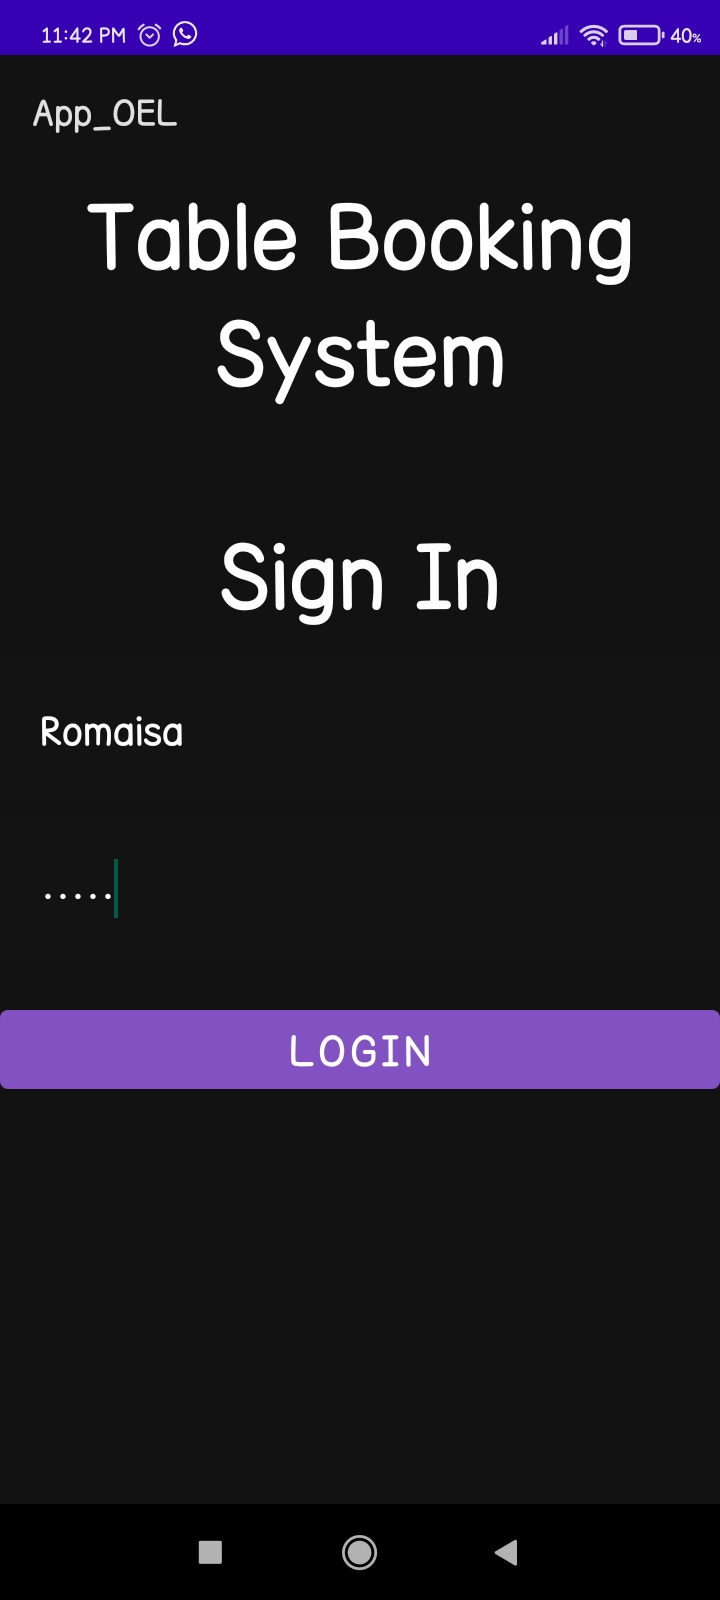 11:42 PM 40%
App_OEL
Table Booking
System
Sign In
Romaisa
.....
LOGIN